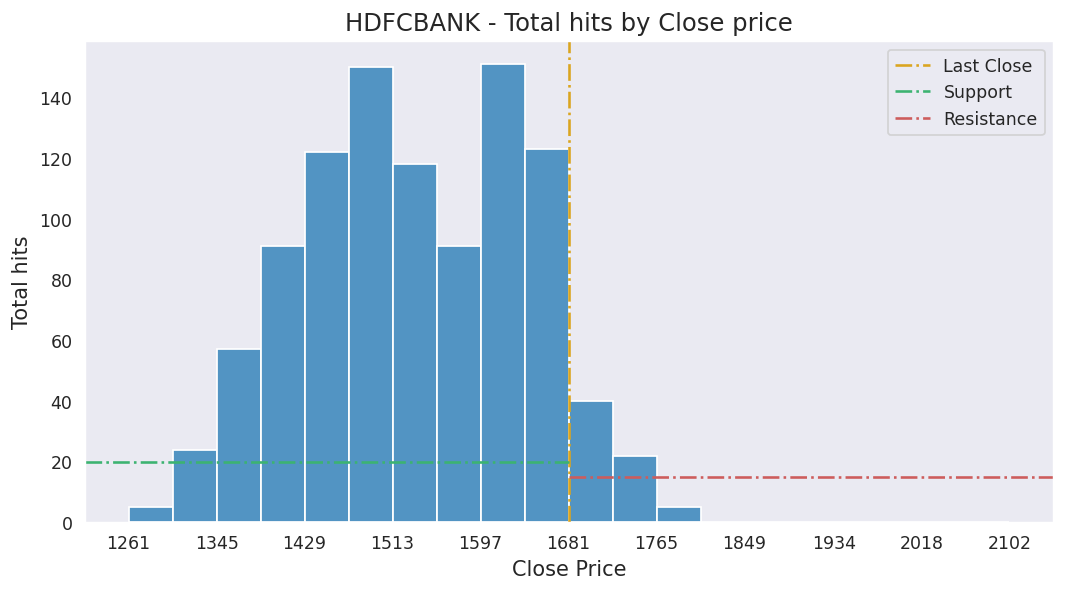 HDFCBANK - Total hits by Close price
Last Close
Support
Resistance
Total hits
140
120
100
80
60
40
20
0
1261 1345 1429 1513 1597 1681 1765 1849 1934 2018 2102
Close Price